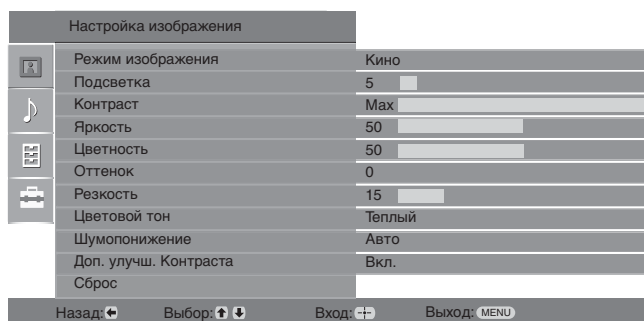 Настройка изображения
Режим изображения Кино
Подсветка 5
Контраст Max
Яркость 50
Цветность 50
Оттенок 0
Резкость 15
Цветовой тон Теплый
Шумопонижение Авто
Доп. улучш. Контраста Вкл.
Сброс
Назад: Выбор: Вход: Выход: MENU